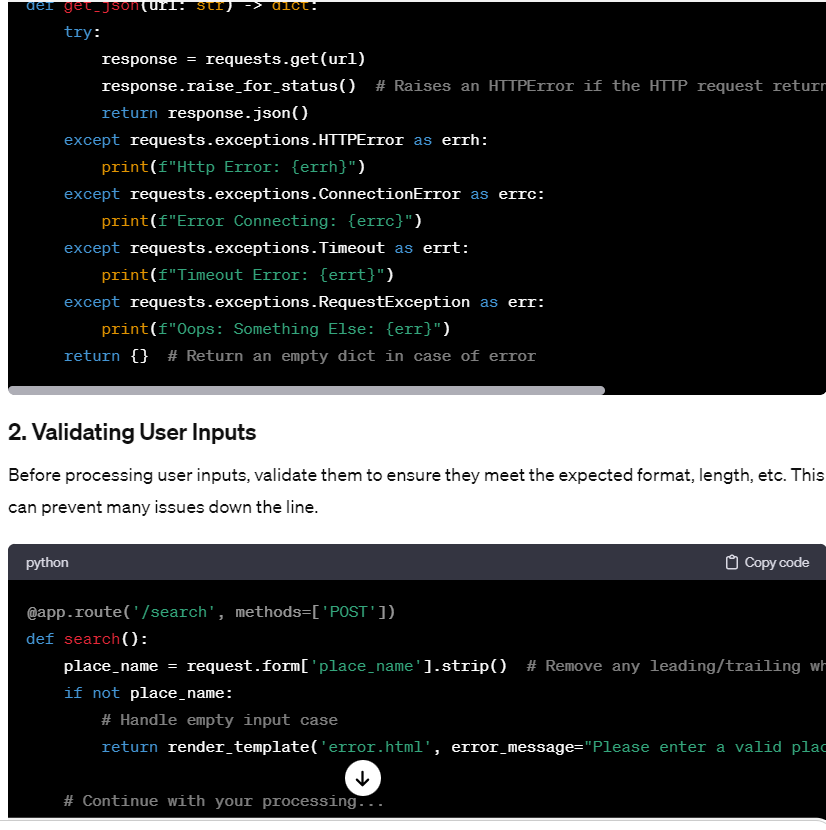 def get_json(url: str) -> dict:
    try:
        response = requests.get(url)
        response.raise_for_status()  # Raises an HTTPError if the HTTP request return
        return response.json()
    except requests.exceptions.HTTPError as errh:
        print(f"Http Error: {errh}")
    except requests.exceptions.ConnectionError as errc:
        print(f"Error Connecting: {errc}")
    except requests.exceptions.Timeout as errt:
        print(f"Timeout Error: {errt}")
    except requests.exceptions.RequestException as err:
        print(f"Oops: Something Else: {err}")
    return {}  # Return an empty dict in case of error
2. Validating User Inputs
Before processing user inputs, validate them to ensure they meet the expected format, length, etc. This
can prevent many issues down the line.
python Copy code
@app.route('/search', methods=['POST'])
def search():
    place_name = request.form['place_name'].strip()  # Remove any leading/trailing wh
    if not place_name:
        # Handle empty input case
        return render_template('error.html', error_message="Please enter a valid plac
    # Continue with your processing...